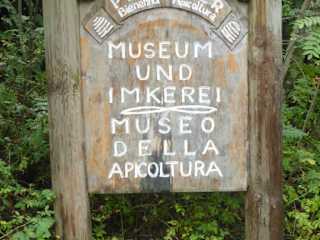 MUSEUM
UND
IMKEREI
MUSEO
DELLA
APICOLTURA